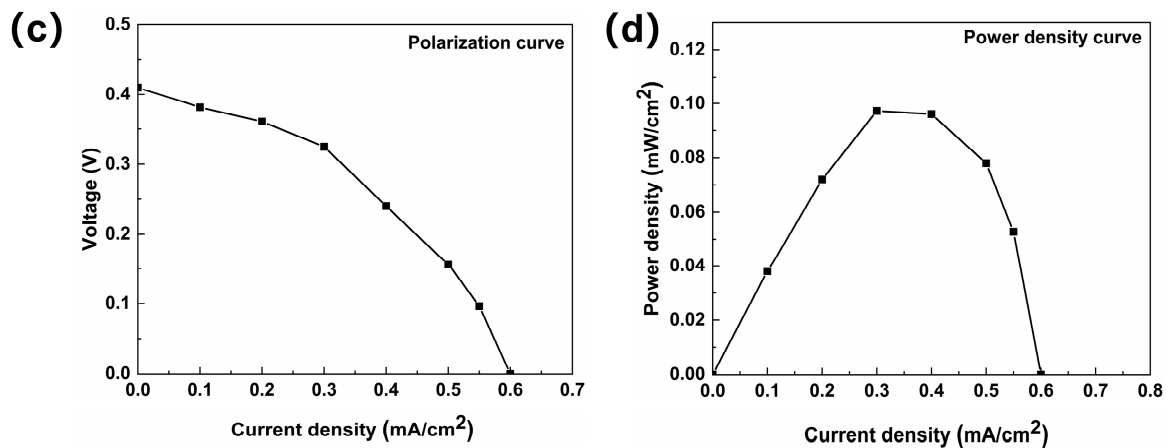 (c)
Polarization curve
Voltage (V)
0.5
0.4
0.3
0.2
0.1
0.0
0.0 0.1 0.2 0.3 0.4 0.5 0.6 0.7
Current density (mA/cm²)
(d)
Power density curve
Power density (mW/cm²)
0.12
0.10
0.08
0.06
0.04
0.02
0.00
0.0 0.1 0.2 0.3 0.4 0.5 0.6 0.7 0.8
Current density (mA/cm²)